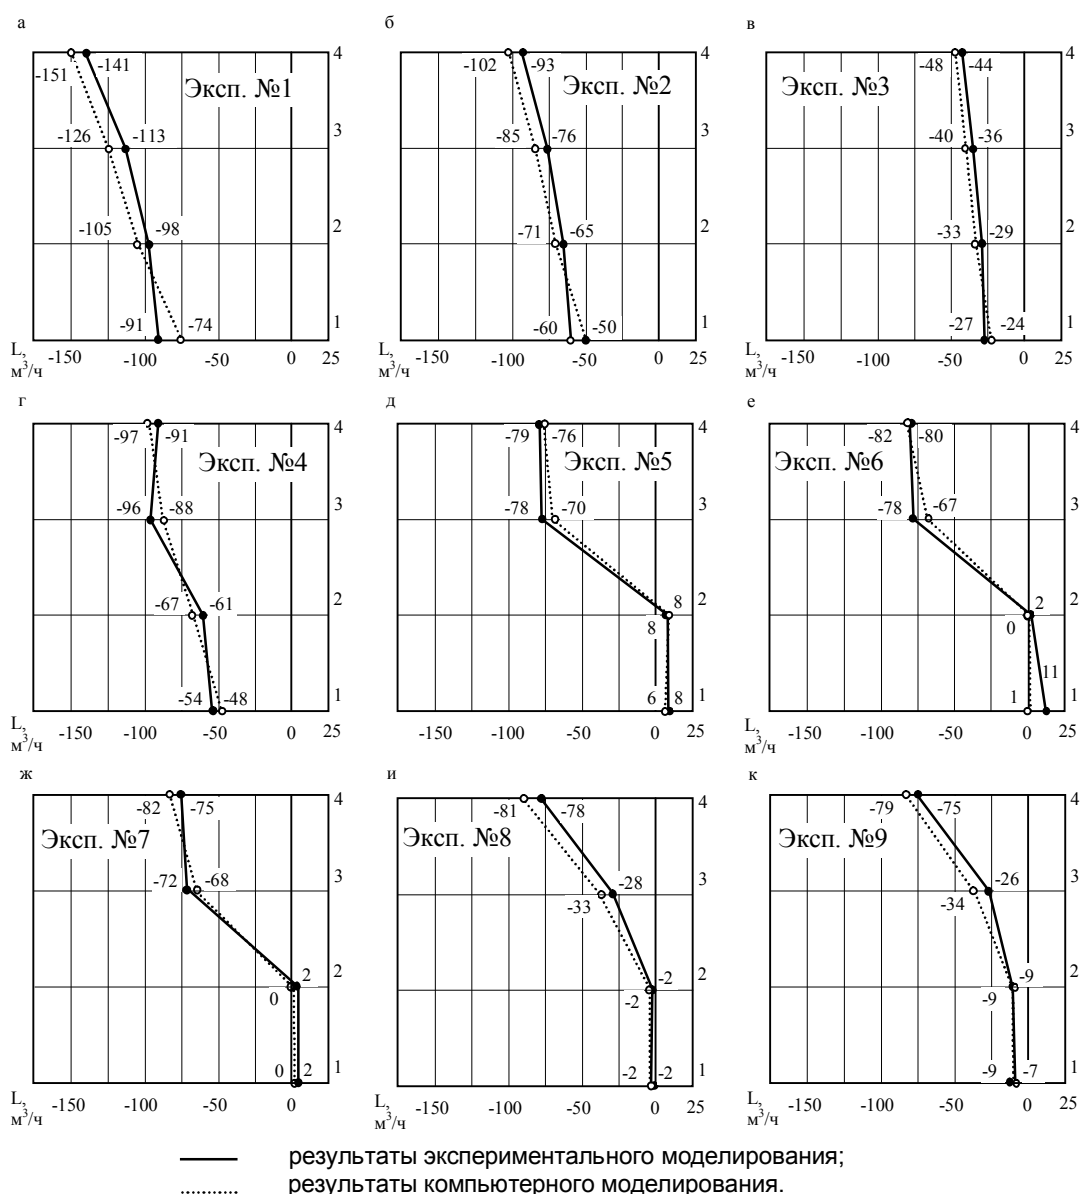 а
-151 -141 4
Эксп. №1
-126 -113 3
-105 -98 2
-91 -74 1
L, м³/ч -150 -100 -50 0 25
б
-102 -93 4
Эксп. №2
-85 -76 3
-71 -65 2
-60 -50 1
L, м³/ч -150 -100 -50 0 25
в
-48 -44 4
Эксп. №3
-40 -36 3
-33 -29 2
-27 -24 1
L, м³/ч -150 -100 -50 0 25
г
-97 -91 4
Эксп. №4
-96 -88 3
-67 -61 2
-54 -48 1
L, м³/ч -150 -100 -50 0 25
д
-79 -76 4
Эксп. №5
-78 -70 3
8 8 2
6 8 1
L, м³/ч -150 -100 -50 0 25
е
-82 -80 4
Эксп. №6
-78 -67 3
0 2 2
11
1 1
L, м³/ч -150 -100 -50 0 25
ж
-82 -75 4
Эксп. №7
-72 -68 3
0 2 2
0 2 1
L, м³/ч -150 -100 -50 0 25
и
-81 -78 4
Эксп. №8
-33 -28 3
-2 -2 2
-2 -2 1
L, м³/ч -150 -100 -50 0 25
к
-79 -75 4
Эксп. №9
-34 -26 3
-9 -9 2
-9 -7 1
L, м³/ч -150 -100 -50 0 25
результаты экспериментального моделирования;
результаты компьютерного моделирования.